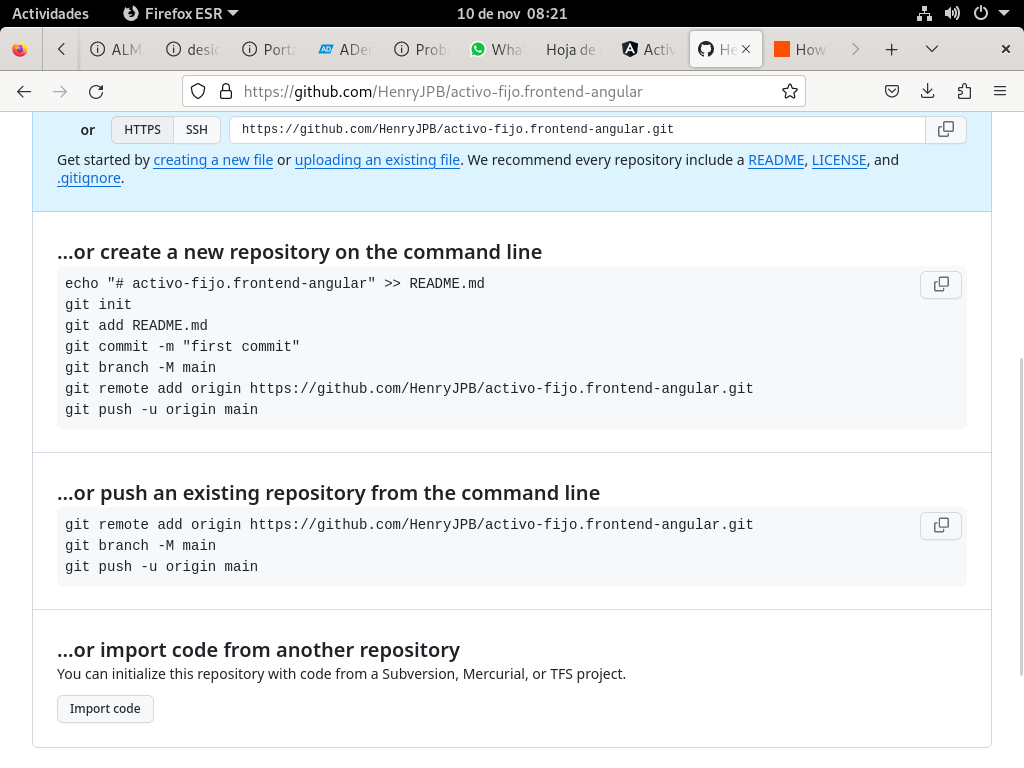 Actividades
Firefox ESR
10 de nov 08:21
ALM
desic
Porta
AD
ADe
Prob
What
Hoja de
Activ
He
How
https://github.com/HenryJPB/activo-fijo.frontend-angular
or
HTTPS
SSH
https://github.com/HenryJPB/activo-fijo.frontend-angular.git
Get started by creating a new file or uploading an existing file. We recommend every repository include a README, LICENSE, and
.gitignore.
…or create a new repository on the command line
echo "# activo-fijo.frontend-angular" >> README.md
git init
git add README.md
git commit -m "first commit"
git branch -M main
git remote add origin https://github.com/HenryJPB/activo-fijo.frontend-angular.git
git push -u origin main
…or push an existing repository from the command line
git remote add origin https://github.com/HenryJPB/activo-fijo.frontend-angular.git
git branch -M main
git push -u origin main
…or import code from another repository
You can initialize this repository with code from a Subversion, Mercurial, or TFS project.
Import code